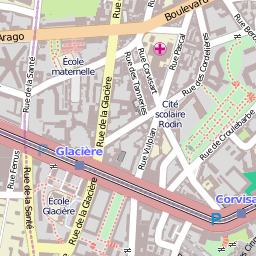 Boulevard
Arago
Rue de la Santé
École
maternelle
Rue de la Glacière
Rue des Tanneries
Rue Corvisart
Rue Pascal
Rue des Cordelières
Cité
scolaire
Rodin
Rue de Croulebarbe
Glacière
Rue Vulpian
Rue Ferrus
Rue de la Santé
École
Glacière
Rue de la Glacière
Corvisa
P